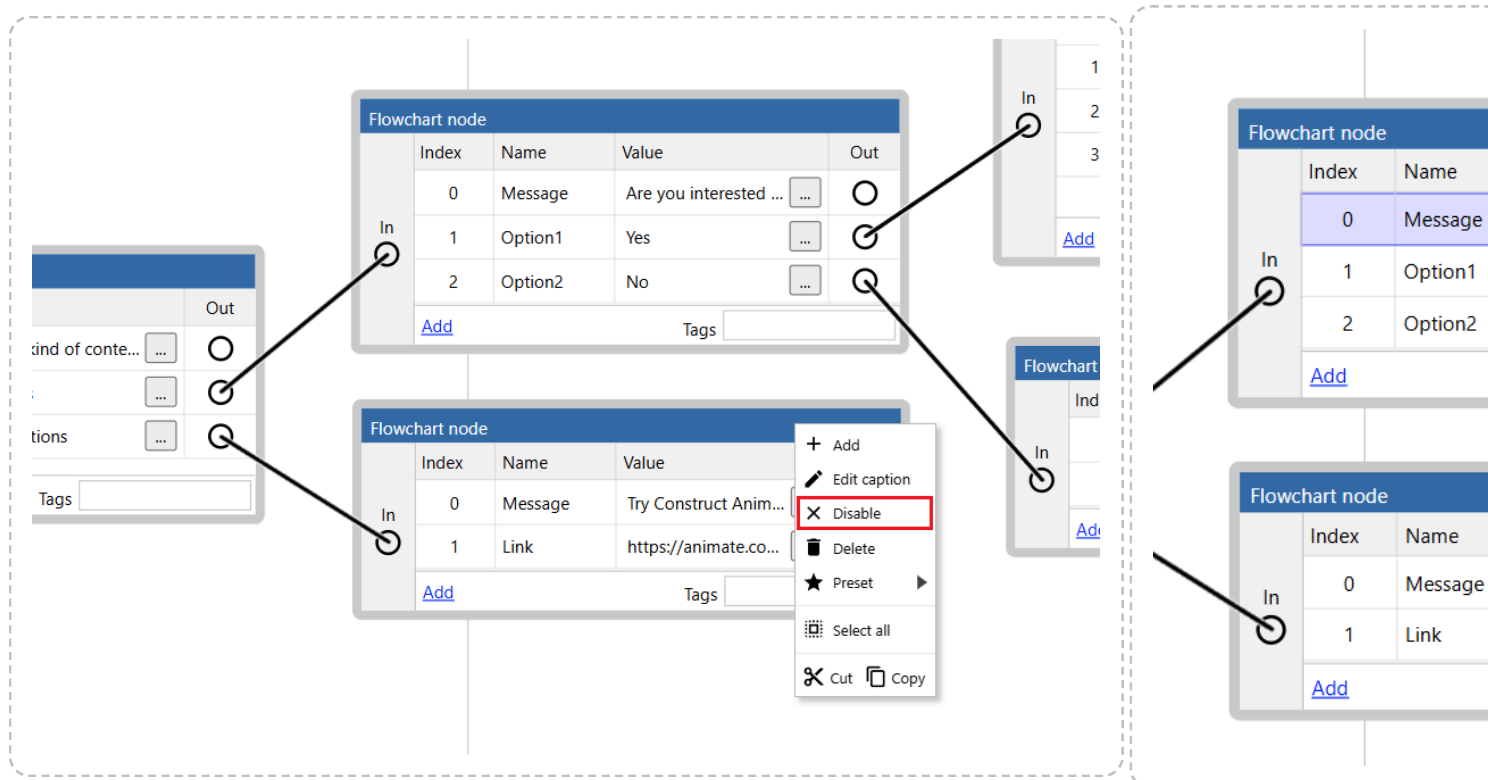 Out
kind of conte... ...
...
tions ...
Tags
Flowchart node
Index Name Value Out
In
0 Message Are you interested ... ...
1 Option1 Yes ...
2 Option2 No ...
Add Tags
Flowchart node
Index Name Value
In
0 Message Try Construct Anim...
1 Link https://animate.co...
Add Tags
+ Add
Edit caption
Disable
Delete
Preset
Select all
Cut Copy
In
1
2
3
Add
Flowchart
Ind
In
Flowchart node
Index Name
In
0 Message
1 Option1
2 Option2
Add
Flowchart node
Index Name
In
0 Message
1 Link
Add